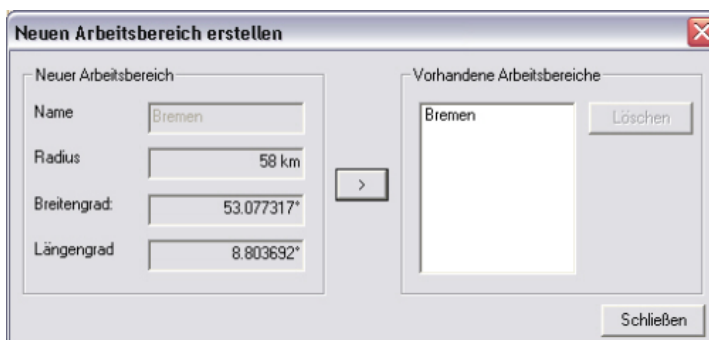 Neuen Arbeitsbereich erstellen
Neuer Arbeitsbereich
Name
Bremen
Radius
58 km
Breitengrad:
53.077317°
Längengrad
8.803692°
>
Vorhandene Arbeitsbereiche
Bremen
Löschen
Schließen